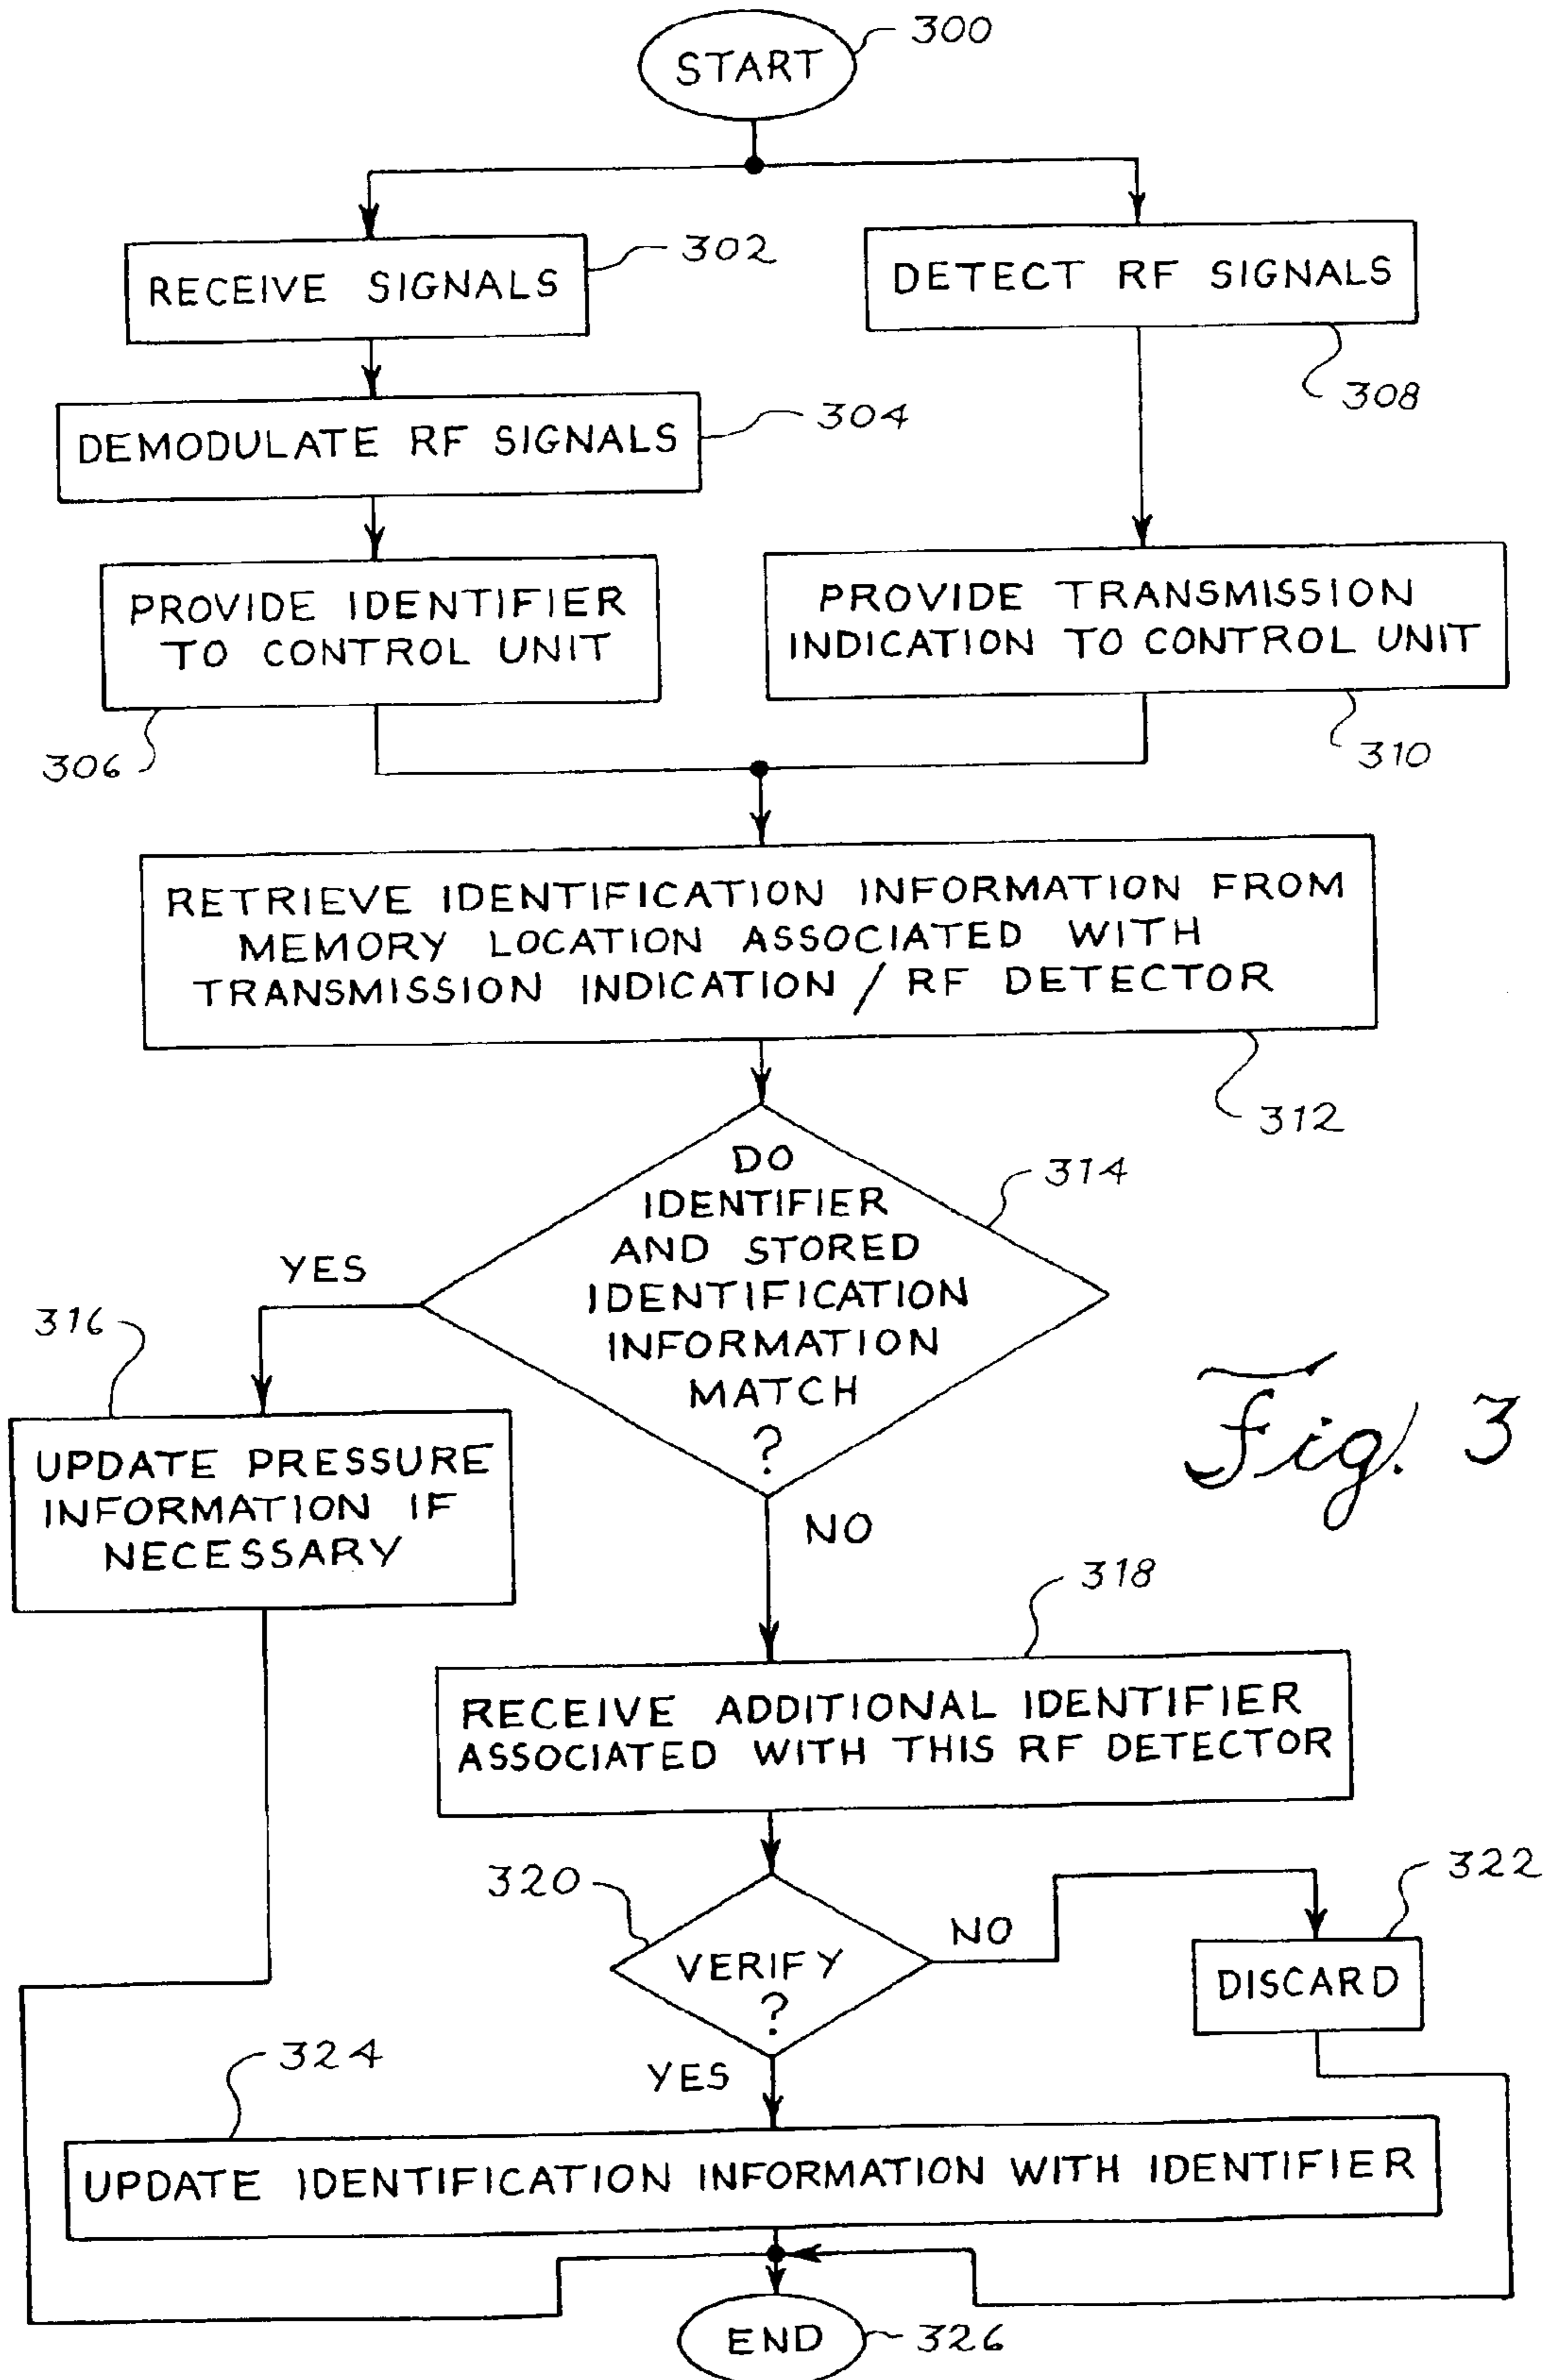 START
300
RECEIVE SIGNALS
302
DETECT RF SIGNALS
308
DEMODULATE RF SIGNALS
304
PROVIDE IDENTIFIER
TO CONTROL UNIT
306
PROVIDE TRANSMISSION
INDICATION TO CONTROL UNIT
310
RETRIEVE IDENTIFICATION INFORMATION FROM
MEMORY LOCATION ASSOCIATED WITH
TRANSMISSION INDICATION / RF DETECTOR
312
DO
IDENTIFIER
AND STORED
IDENTIFICATION
INFORMATION
MATCH
?
314
YES
316
UPDATE PRESSURE
INFORMATION IF
NECESSARY
Fig. 3
NO
318
RECEIVE ADDITIONAL IDENTIFIER
ASSOCIATED WITH THIS RF DETECTOR
320
VERIFY
?
NO
322
DISCARD
YES
324
UPDATE IDENTIFICATION INFORMATION WITH IDENTIFIER
END
326